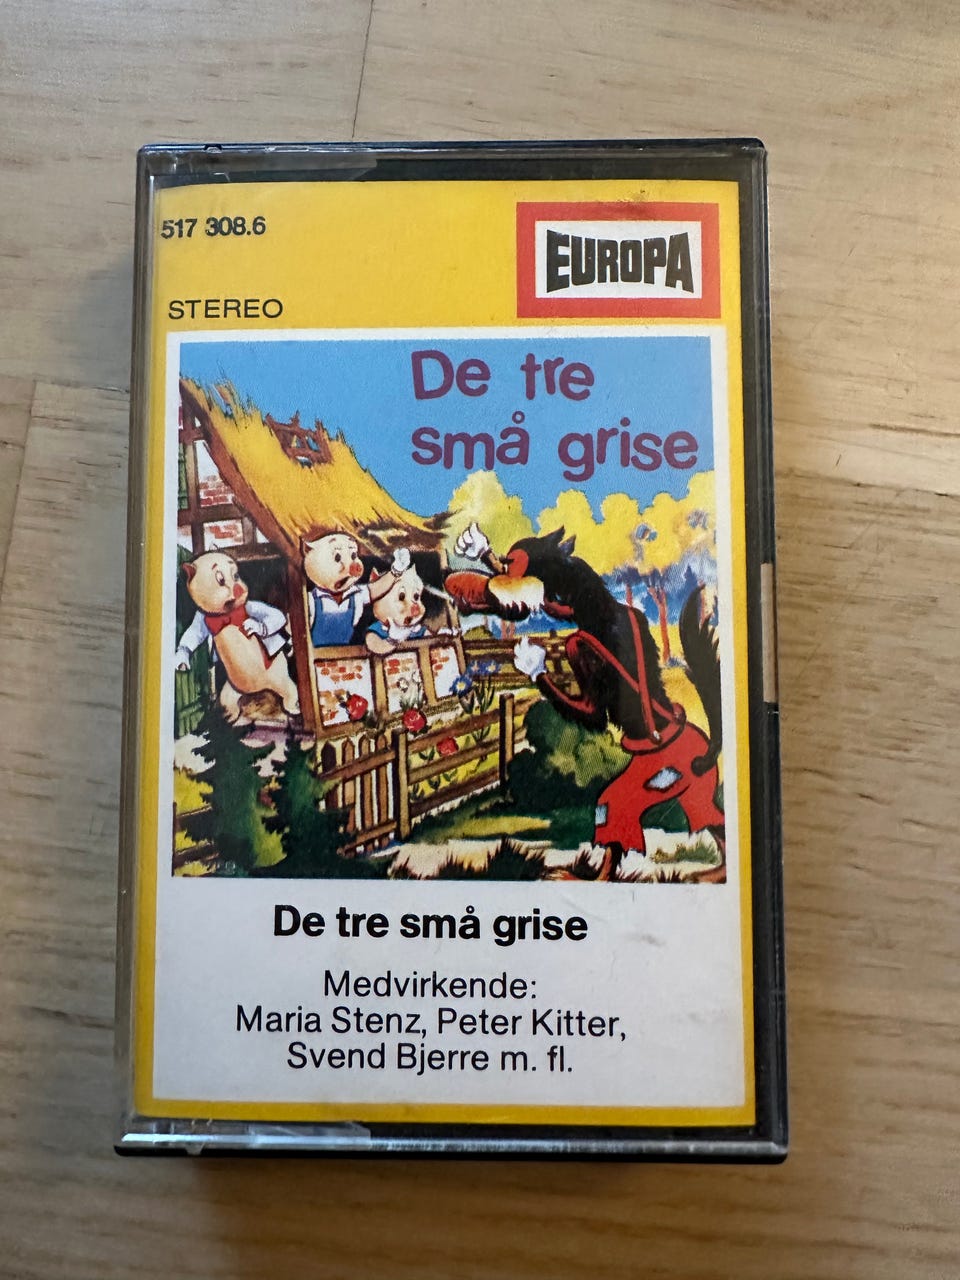 517 308.6
EUROPA
STEREO
De tre
små grise
De tre små grise
Medvirkende:
Maria Stenz, Peter Kitter,
Svend Bjerre m. fl.